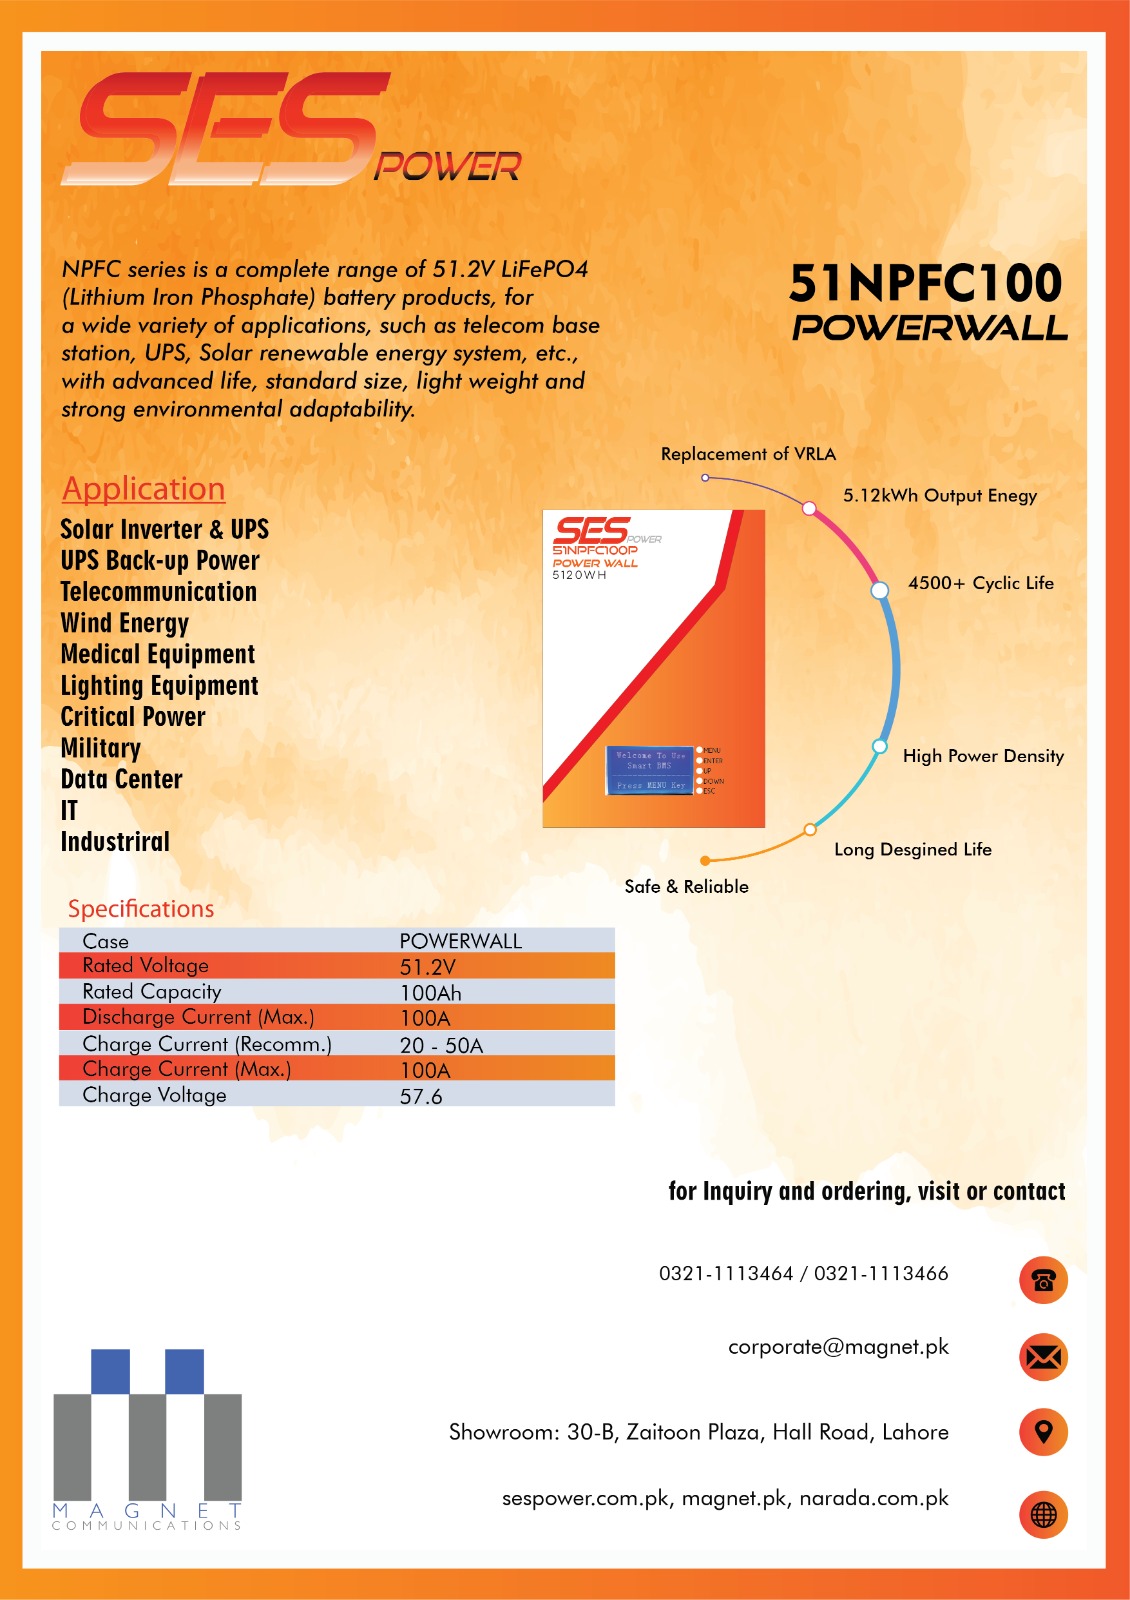 SES POWER
NPFC series is a complete range of 51.2V LiFePO4
(Lithium Iron Phosphate) battery products, for
a wide variety of applications, such as telecom base
station, UPS, Solar renewable energy system, etc.,
with advanced life, standard size, light weight and
strong environmental adaptability.
51NPFC100
POWERWALL
Application
Solar Inverter & UPS
UPS Back-up Power
Telecommunication
Wind Energy
Medical Equipment
Lighting Equipment
Critical Power
Military
Data Center
IT
Industriral
Replacement of VRLA
5.12kWh Output Enegy
4500+ Cyclic Life
High Power Density
Long Desgined Life
Safe & Reliable
SES POWER
51NPFC100P
POWER WALL
5120WH
Welcome To Use
Smart BMS
Press MENU Key
MENU
ENTER
UP
DOWN
ESC
Specifications
Case POWERWALL
Rated Voltage 51.2V
Rated Capacity 100Ah
Discharge Current (Max.) 100A
Charge Current (Recomm.) 20 - 50A
Charge Current (Max.) 100A
Charge Voltage 57.6
for Inquiry and ordering, visit or contact
0321-1113464 / 0321-1113466
corporate@magnet.pk
Showroom: 30-B, Zaitoon Plaza, Hall Road, Lahore
sespower.com.pk, magnet.pk, narada.com.pk
MAGNET
COMMUNICATIONS